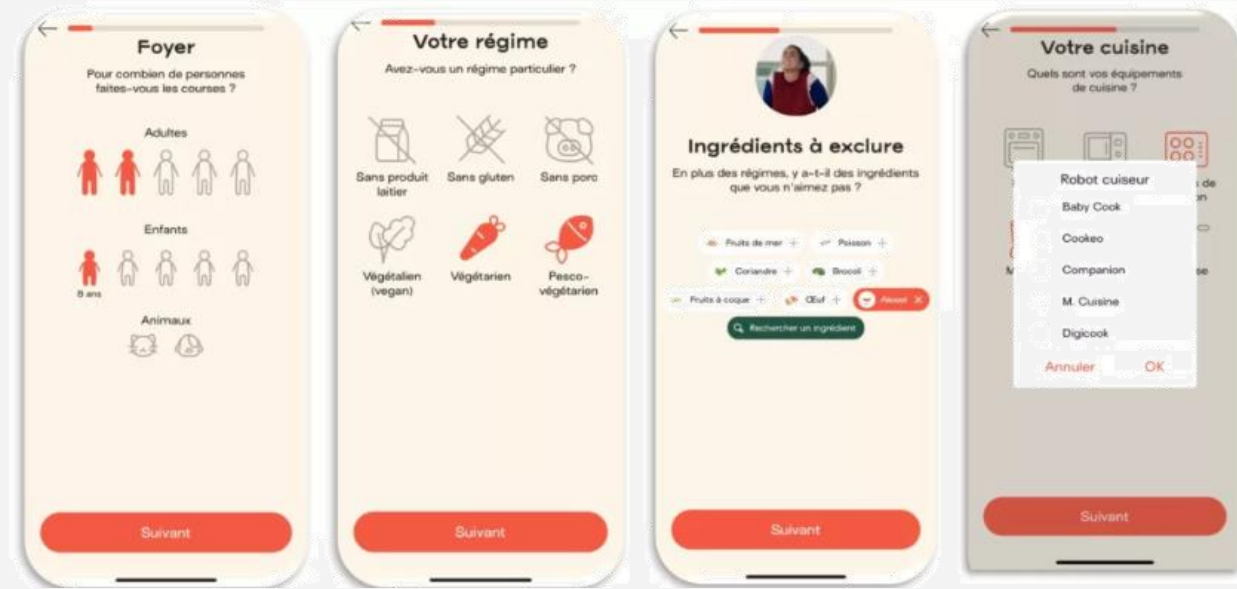 Foyer
Pour combien de personnes
faites-vous les courses ?
Adultes
Enfants
8 ans
Animaux
Suivant
Votre régime
Avez-vous un régime particulier ?
Sans produit
laitier
Sans gluten
Sans porc
Végétalien
(vegan)
Végétarien
Pesco-
végétarien
Suivant
Ingrédients à exclure
En plus des régimes, y a-t-il des ingrédients
que vous n'aimez pas ?
Fruits de mer +
Poisson +
Coriandre +
Brocoli +
Fruits à coque +
Œuf +
Alcool X
Rechercher un ingrédient
Suivant
Votre cuisine
Quels sont vos équipements
de cuisine ?
de
on
M
se
Robot cuiseur
Baby Cook
Cookeo
Companion
M. Cuisine
Digicook
Annuler
OK
Suivant